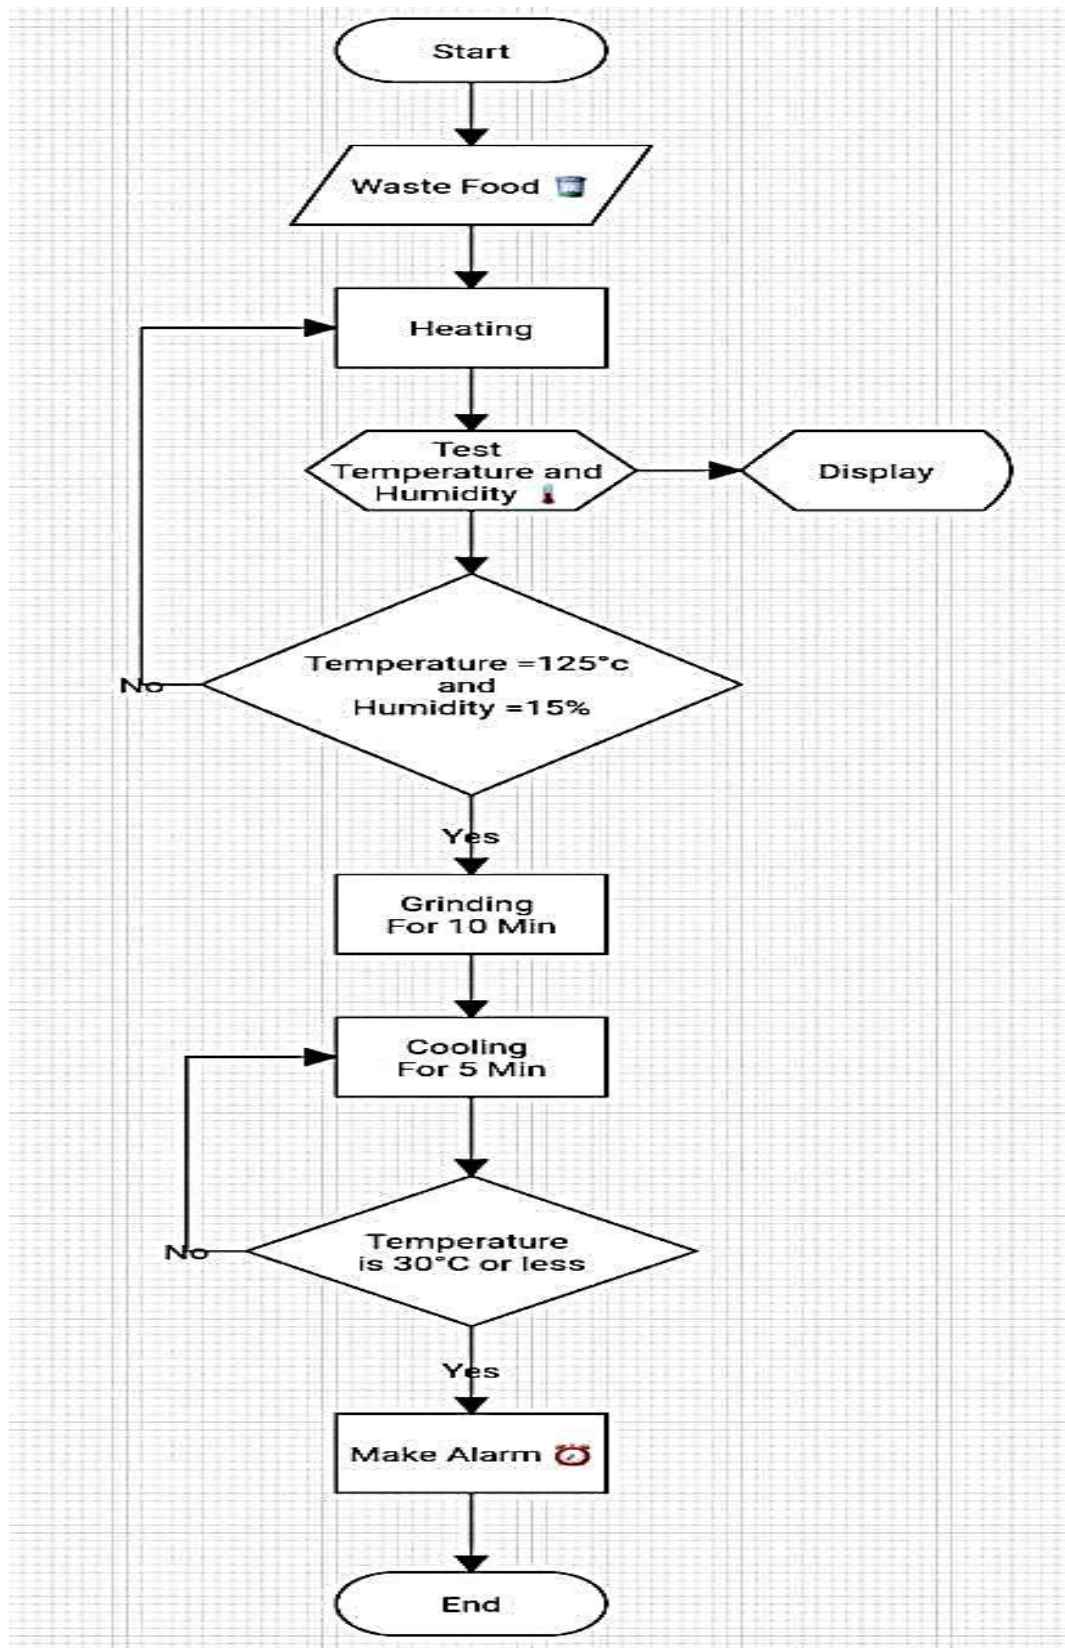 Start
Waste Food
Heating
Test
Temperature and
Humidity
Display
Temperature =125°c
and
Humidity =15%
No
Yes
Grinding
For 10 Min
Cooling
For 5 Min
Temperature
is 30°C or less
No
Yes
Make Alarm
End